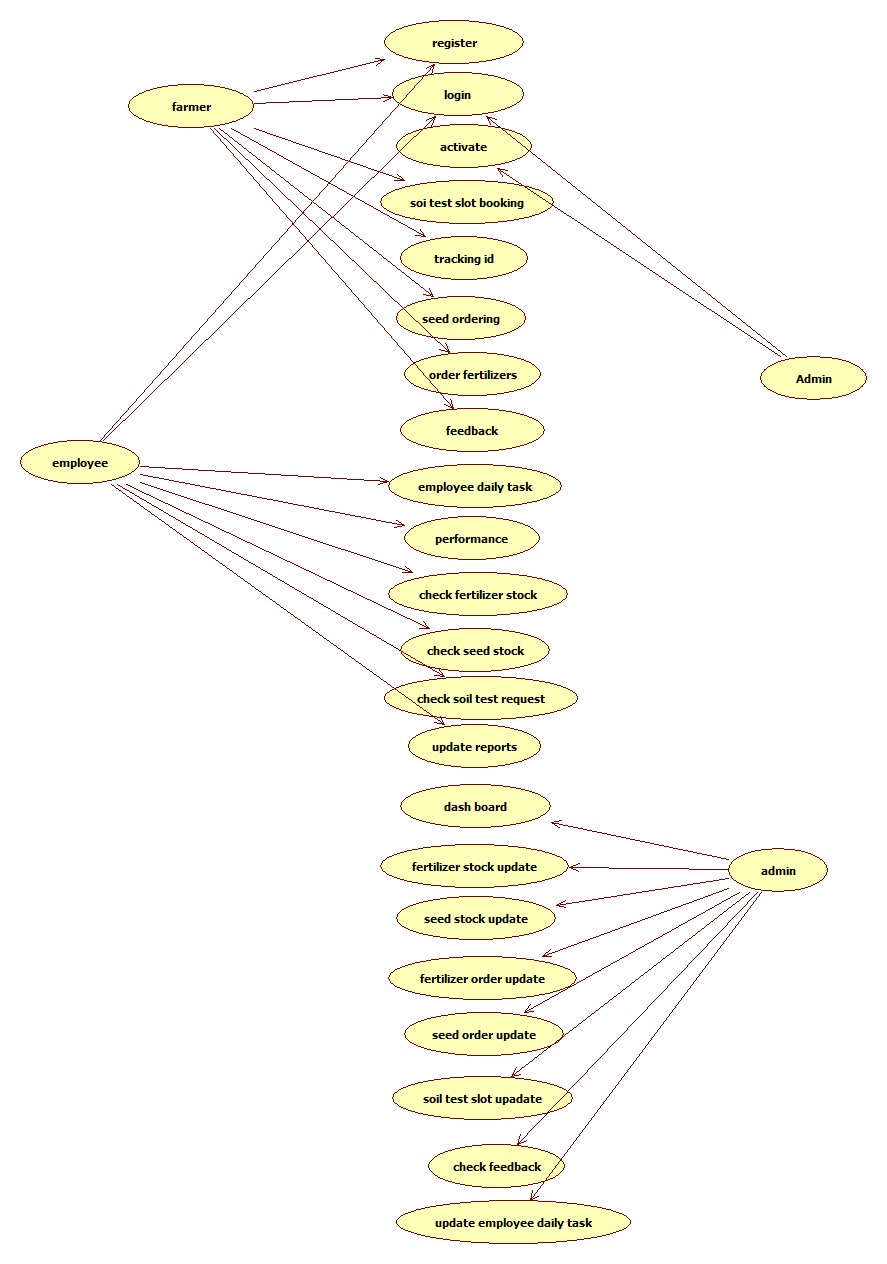 register
farmer
login
activate
soi test slot booking
tracking id
seed ordering
order fertilizers
Admin
feedback
employee
employee daily task
performance
check fertilizer stock
check seed stock
check soil test request
update reports
dash board
fertilizer stock update
admin
seed stock update
fertilizer order update
seed order update
soil test slot upadate
check feedback
update employee daily task